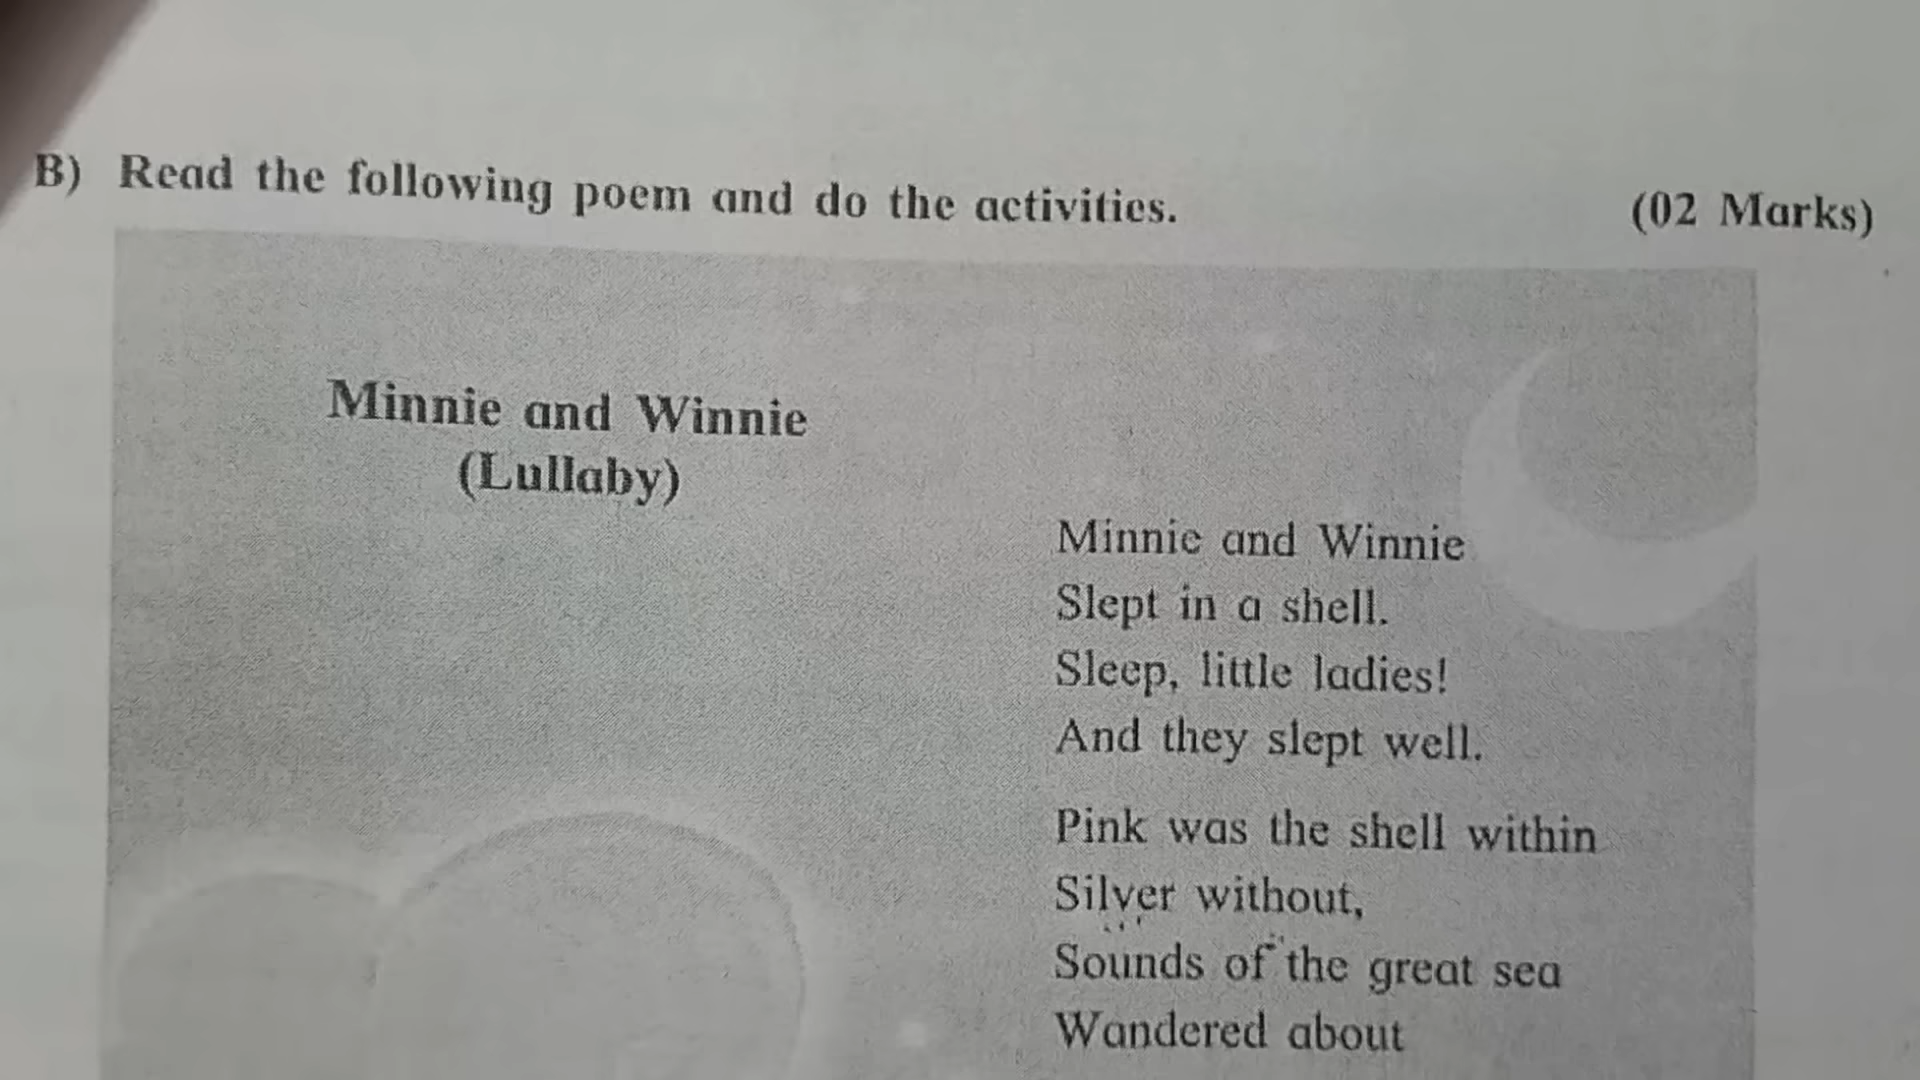 B) Read the following poem and do the activities. (02 Marks)
Minnie and Winnie
(Lullaby)
Minnie and Winnie
Slept in a shell.
Sleep, little ladies!
And they slept well.
Pink was the shell within
Silver without,
Sounds of the great sea
Wandered about